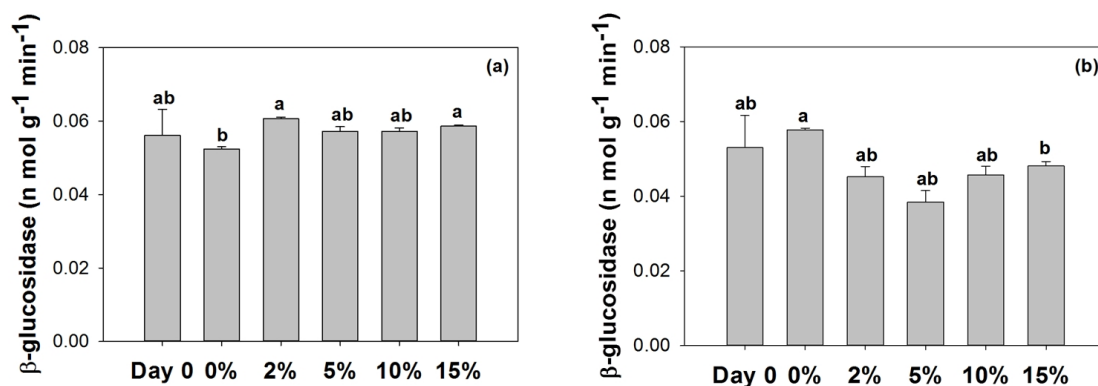 β-glucosidase (n mol g⁻¹ min⁻¹)
0.08
0.06
0.04
0.02
0.00
(a)
ab
b
a
ab
ab
a
Day 0 0% 2% 5% 10% 15%
β-glucosidase (n mol g⁻¹ min⁻¹)
0.08
0.06
0.04
0.02
0.00
(b)
ab
a
ab
ab
ab
b
Day 0 0% 2% 5% 10% 15%